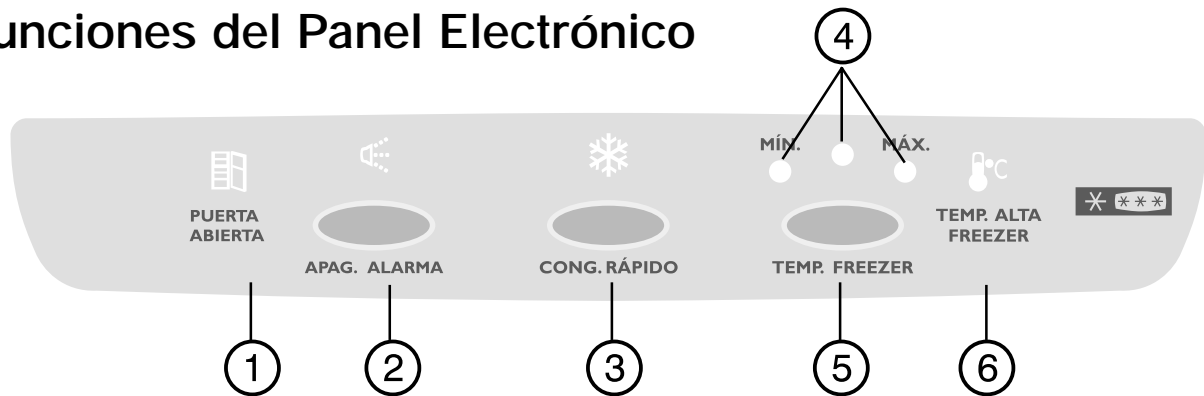 unciones del Panel Electrónico
4
MÍN. MÁX.
°C
PUERTA
ABIERTA
TEMP. ALTA
FREEZER
***
APAG. ALARMA
CONG. RÁPIDO
TEMP. FREEZER
1 2 3 5 6